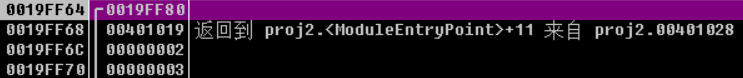 0019FF64 0019FF80
0019FF68 00401019 返回到 proj2.<ModuleEntryPoint>+11 来自 proj2.00401028
0019FF6C 00000002
0019FF70 00000003